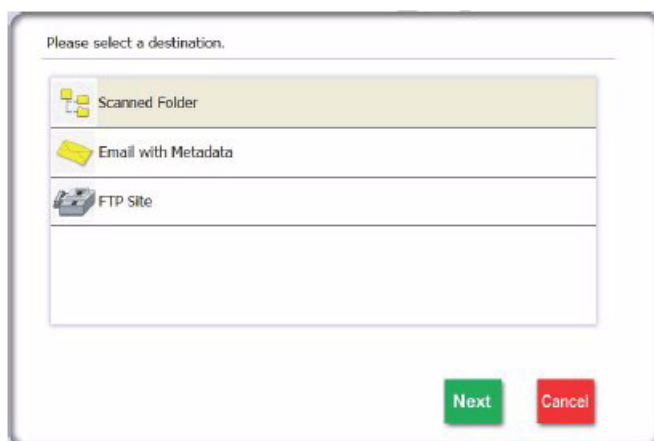 Please select a destination.
Scanned Folder
Email with Metadata
FTP Site
Next
Cancel